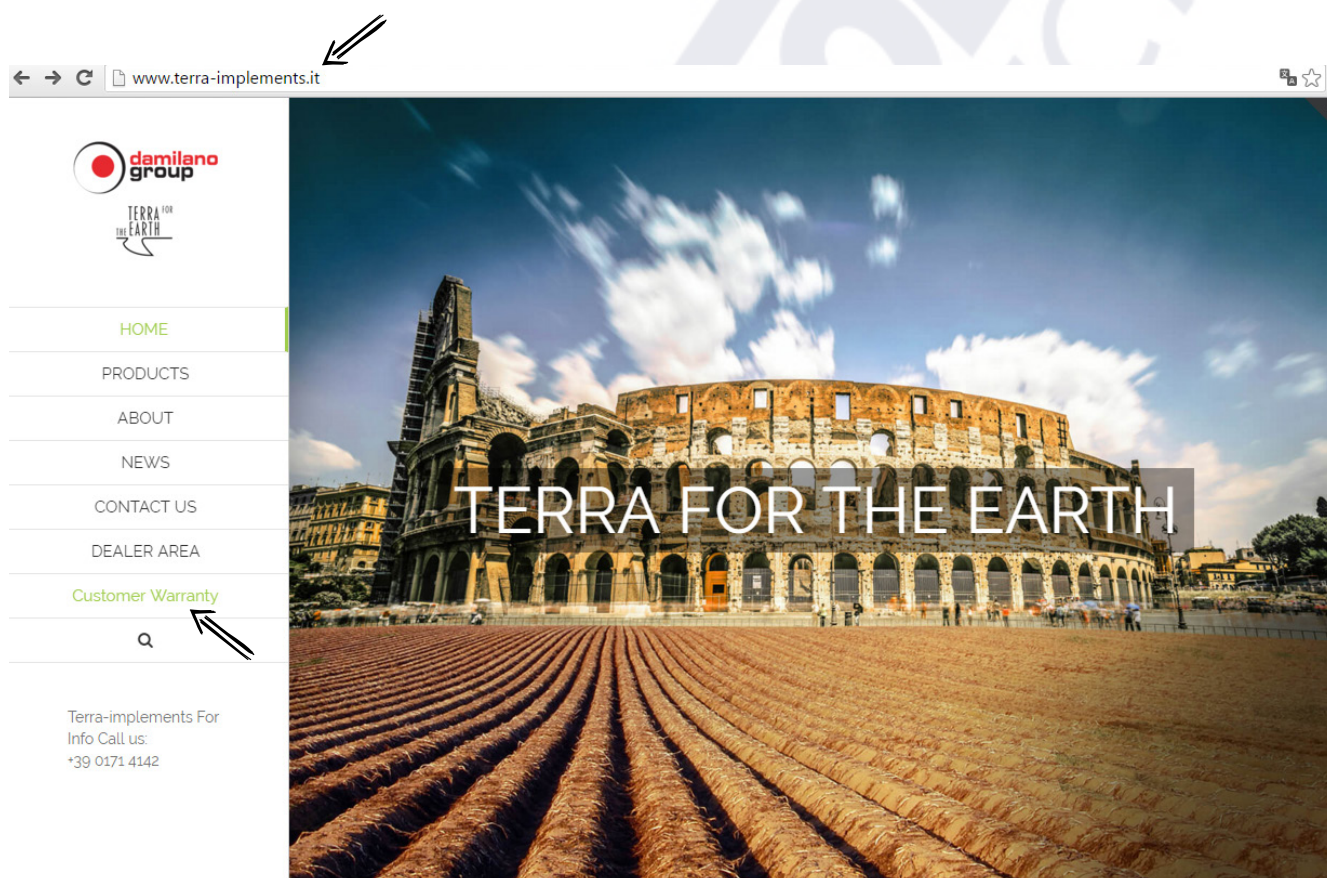 www.terra-implements.it
damilano
group
TERRA FOR
THE EARTH
HOME
PRODUCTS
ABOUT
NEWS
CONTACT US
DEALER AREA
Customer Warranty
Terra-implements For
Info Call us:
+39 0171 4142
TERRA FOR THE EARTH